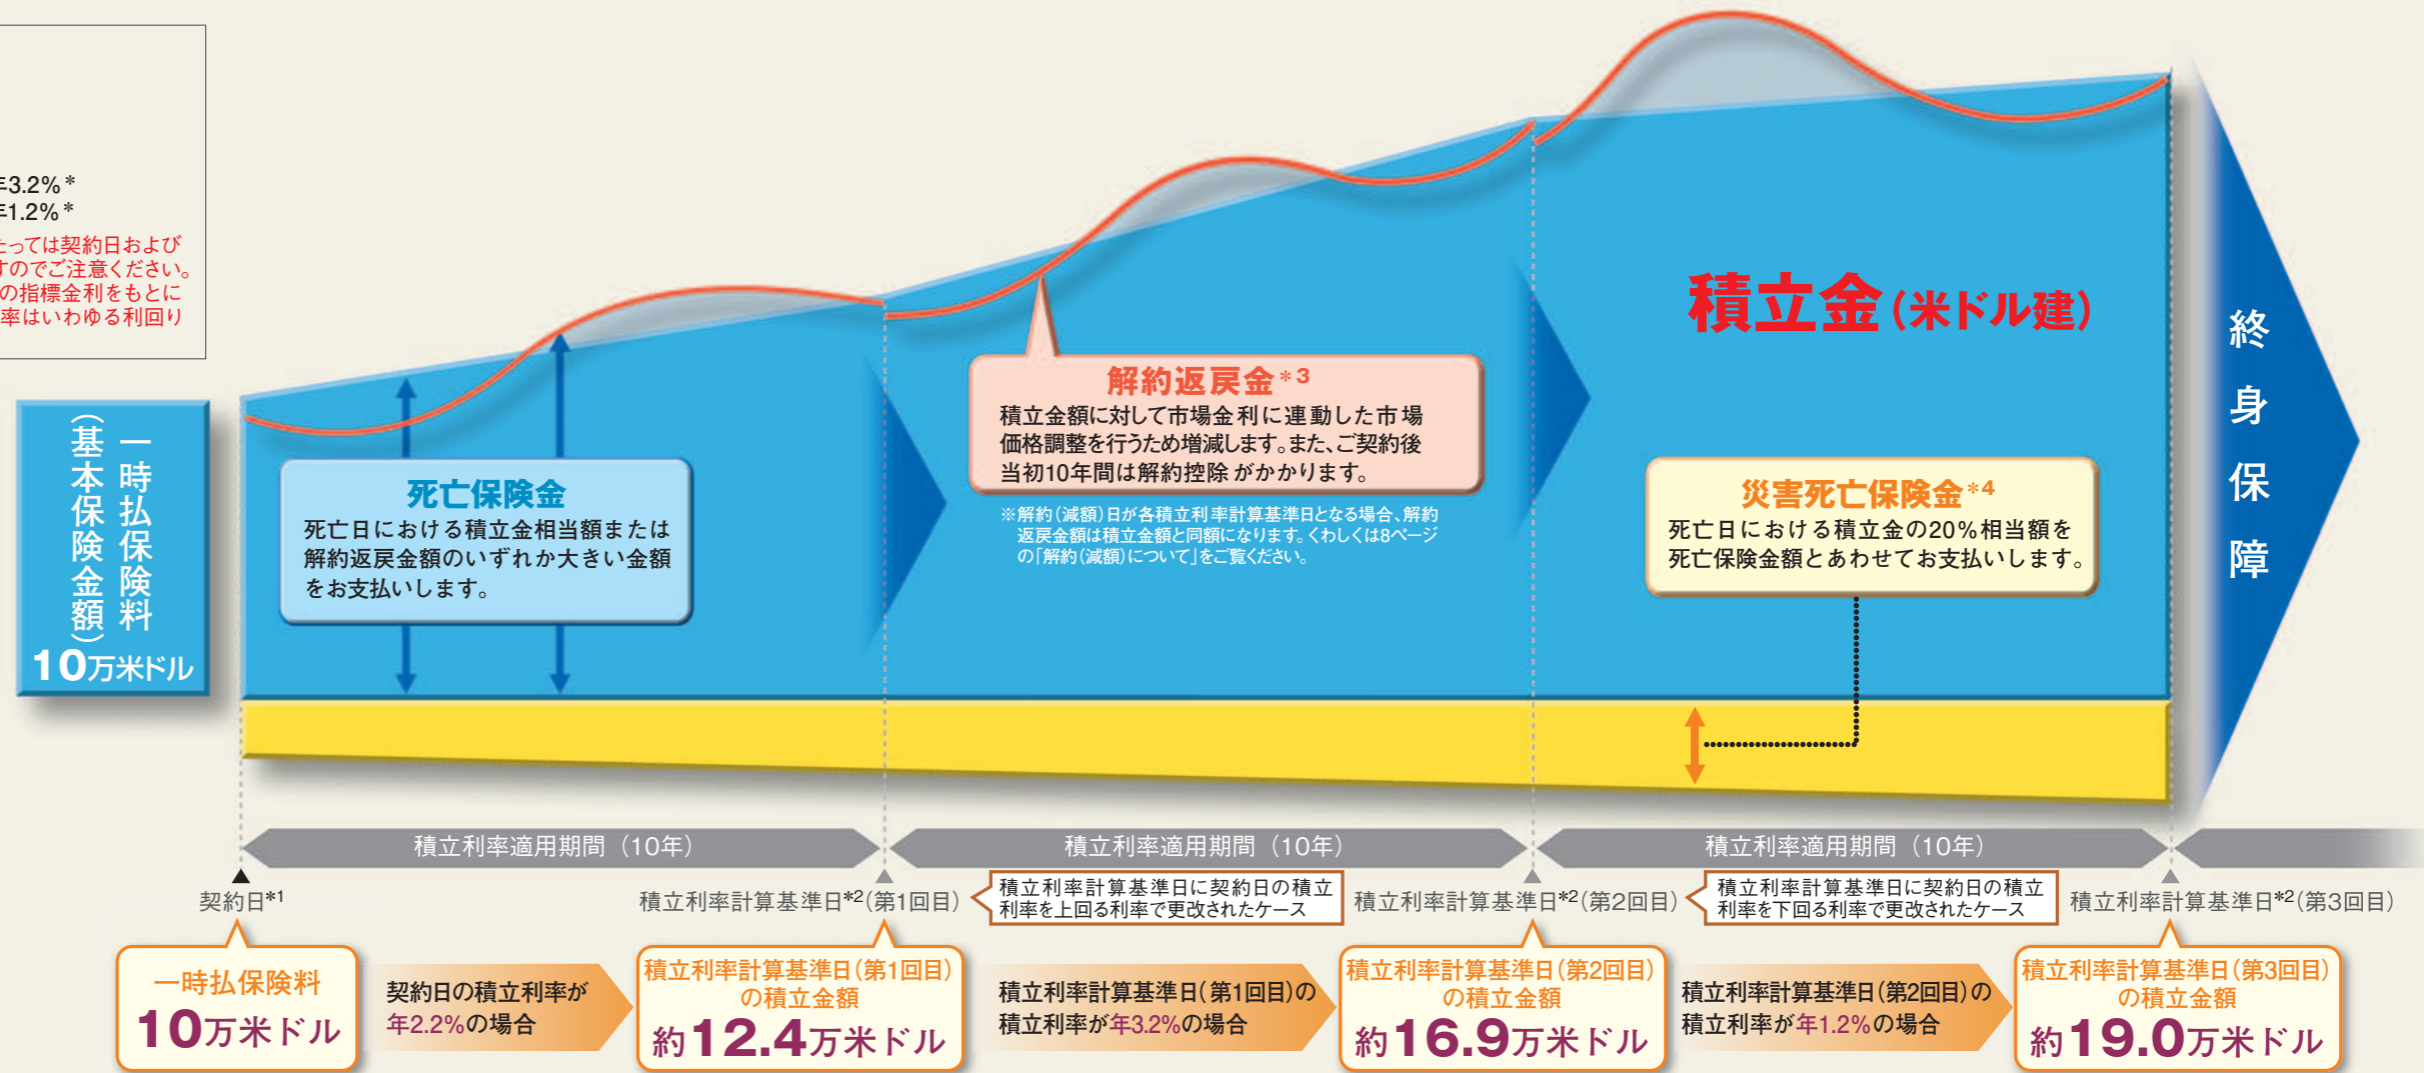 年3.2%*
年1.2%*
たっては契約日および
すのでご注意ください。
の指標金利をもとに
率はいわゆる利回り
一時払保険料
(基本保険金額)
10万米ドル
死亡保険金
死亡日における積立金相当額または
解約返戻金額のいずれか大きい金額
をお支払いします。
解約返戻金*3
積立金額に対して市場金利に連動した市場
価格調整を行うため増減します。また、ご契約後
当初10年間は解約控除がかかります。
※解約(減額)日が各積立利率計算基準日となる場合、解約
返戻金額は積立金額と同額になります。くわしくは8ページ
の「解約(減額)について」をご覧ください。
積立金(米ドル建)
災害死亡保険金*4
死亡日における積立金の20%相当額を
死亡保険金額とあわせてお支払いします。
終身保障
積立利率適用期間(10年)
積立利率適用期間(10年)
積立利率適用期間(10年)
契約日*1
積立利率計算基準日*2(第1回目)
積立利率計算基準日に契約日の積立
利率を上回る利率で更改されたケース
積立利率計算基準日*2(第2回目)
積立利率計算基準日に契約日の積立
利率を下回る利率で更改されたケース
積立利率計算基準日*2(第3回目)
一時払保険料
10万米ドル
契約日の積立利率が
年2.2%の場合
積立利率計算基準日(第1回目)
の積立金額
約12.4万米ドル
積立利率計算基準日(第1回目)の
積立利率が年3.2%の場合
積立利率計算基準日(第2回目)
の積立金額
約16.9万米ドル
積立利率計算基準日(第2回目)の
積立利率が年1.2%の場合
積立利率計算基準日(第3回目)
の積立金額
約19.0万米ドル